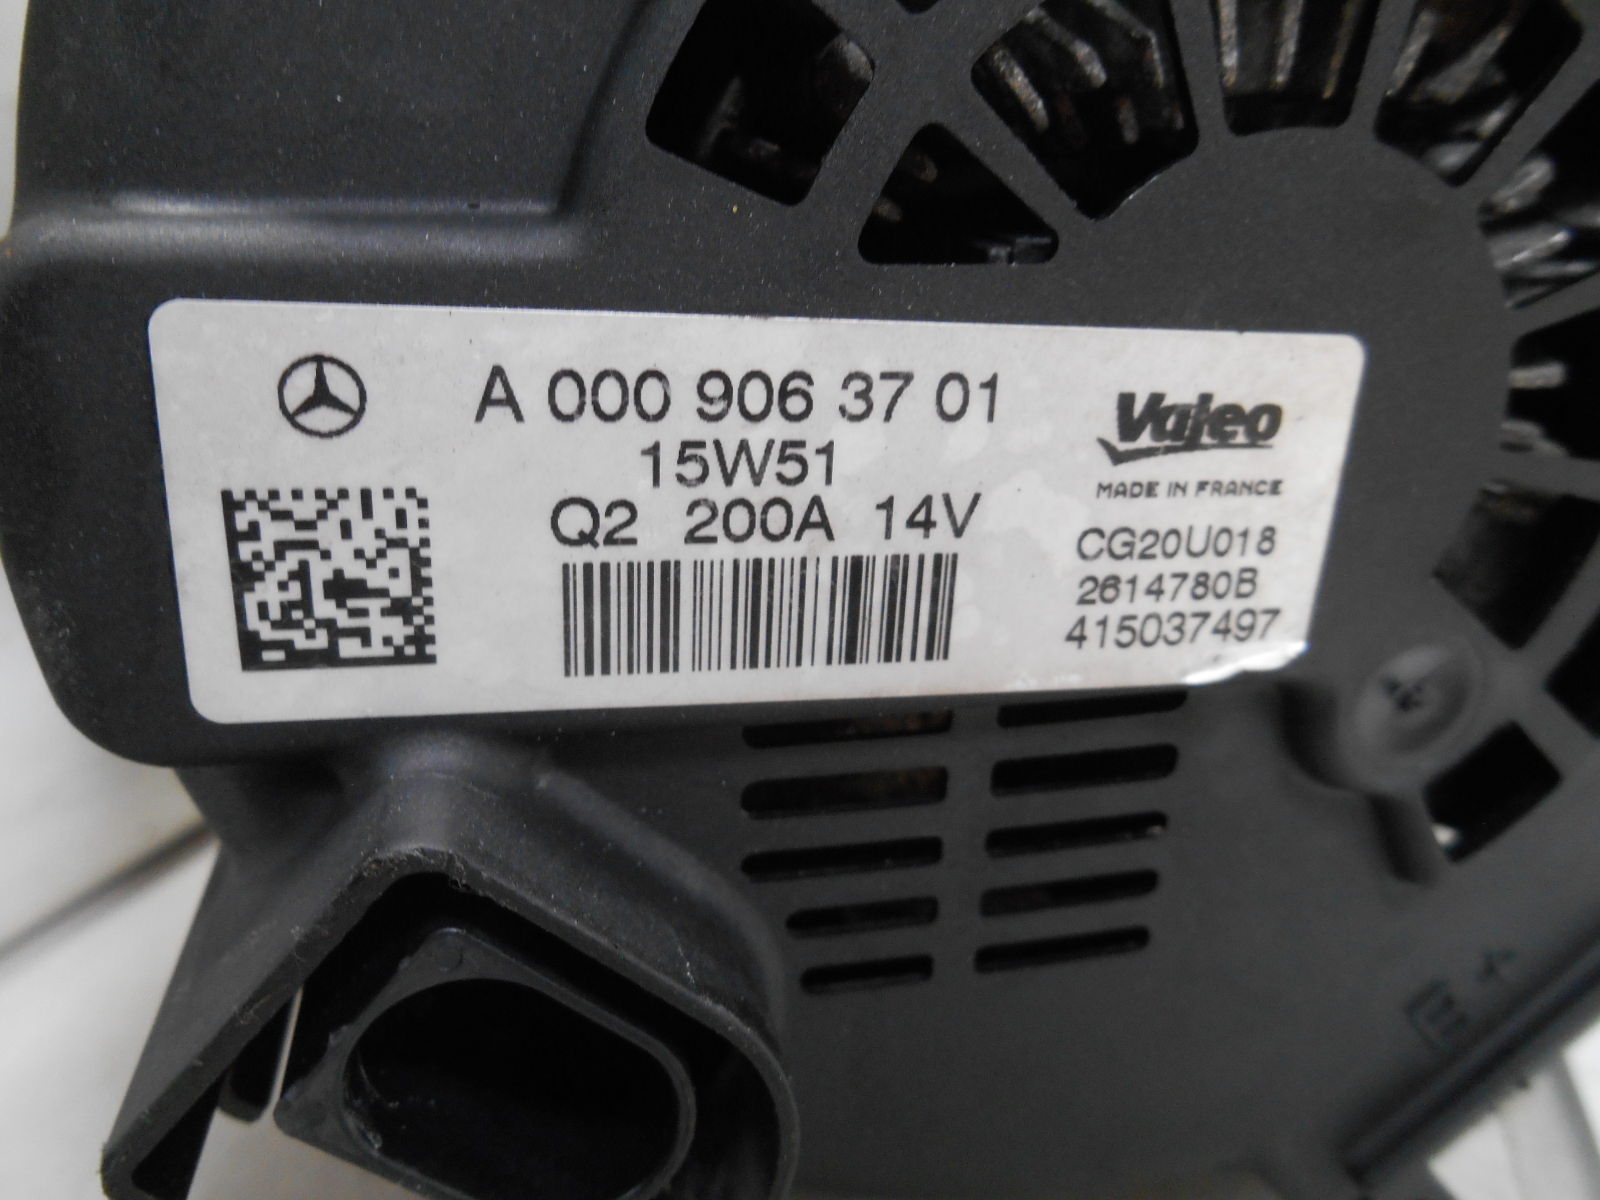 A 000 906 37 01
15W51
Q2 200A 14V
Valeo
MADE IN FRANCE
CG20U018
2614780B
415037497